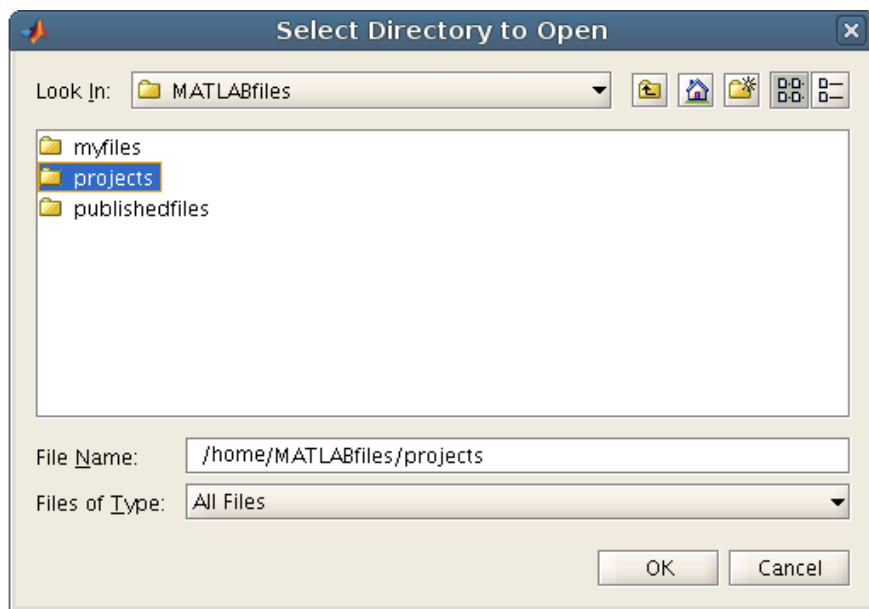 Select Directory to Open
Look In: MATLABfiles
myfiles
projects
publishedfiles
File Name: /home/MATLABfiles/projects
Files of Type: All Files
OK Cancel